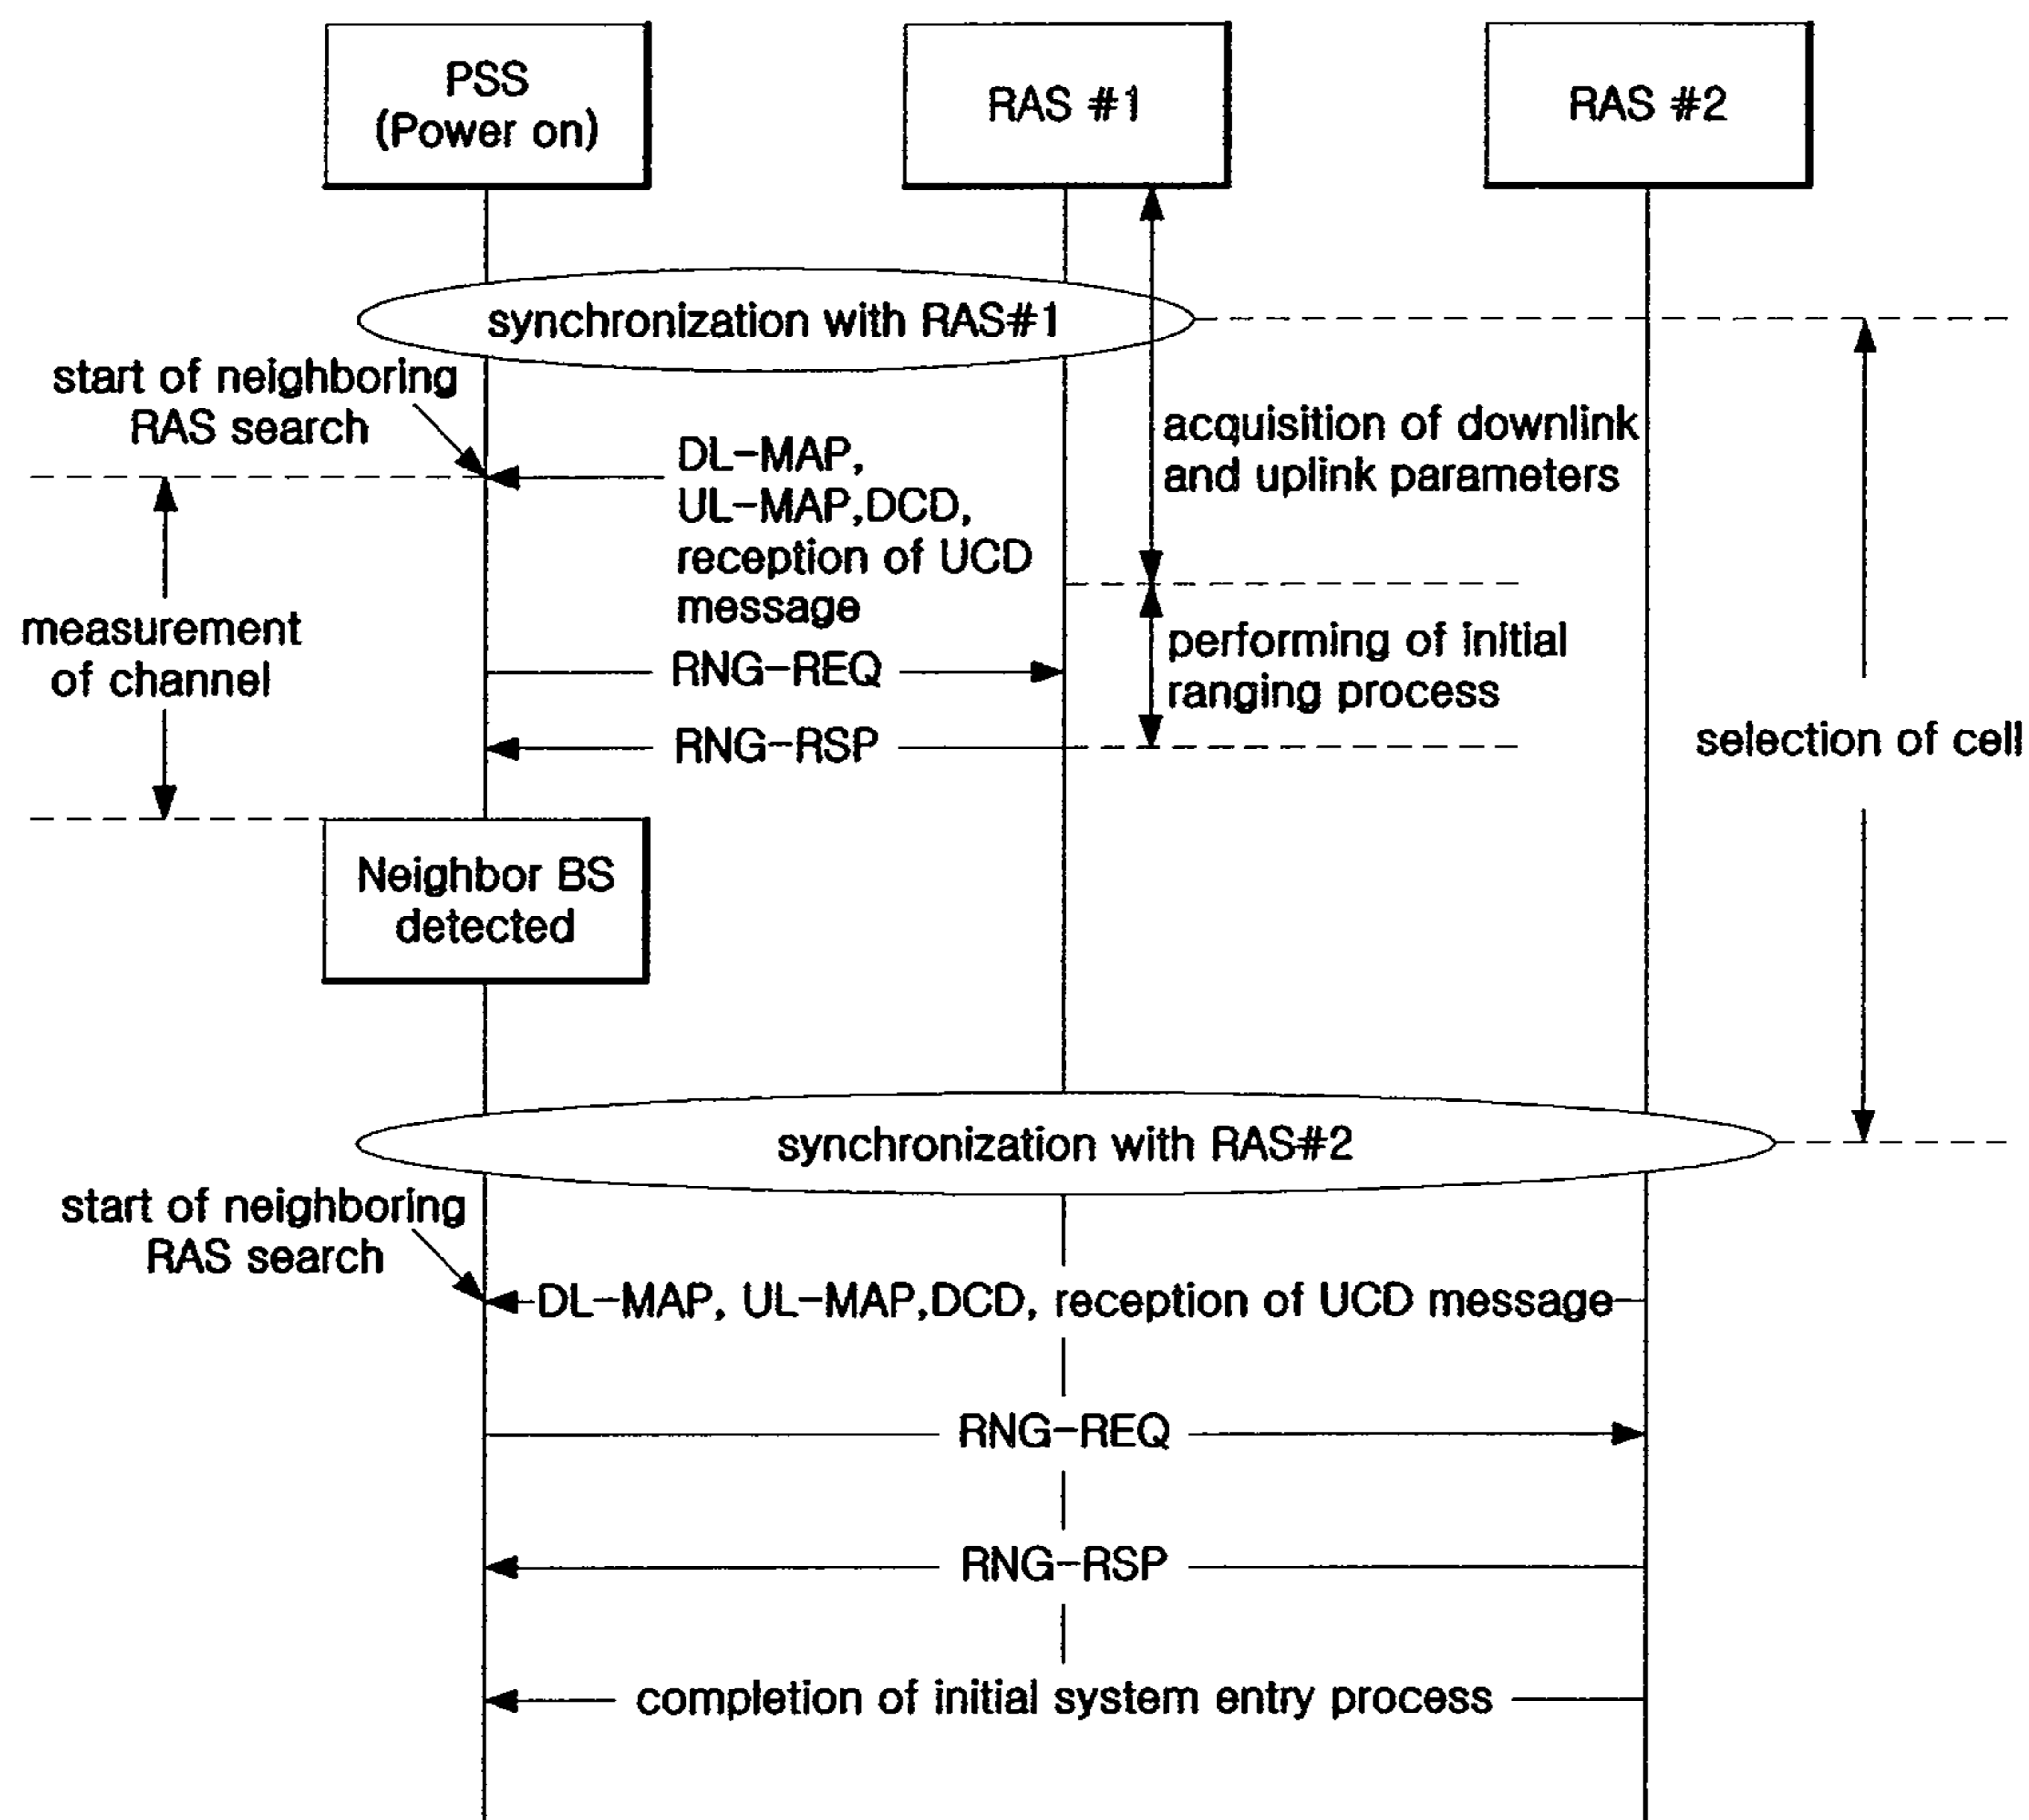 PSS
(Power on)
RAS #1
RAS #2
synchronization with RAS#1
start of neighboring
RAS search
acquisition of downlink
and uplink parameters
DL-MAP,
UL-MAP,DCD,
reception of UCD
message
measurement
of channel
performing of initial
ranging process
RNG-REQ
RNG-RSP
selection of cell
Neighbor BS
detected
synchronization with RAS#2
start of neighboring
RAS search
DL-MAP, UL-MAP,DCD, reception of UCD message
RNG-REQ
RNG-RSP
completion of initial system entry process